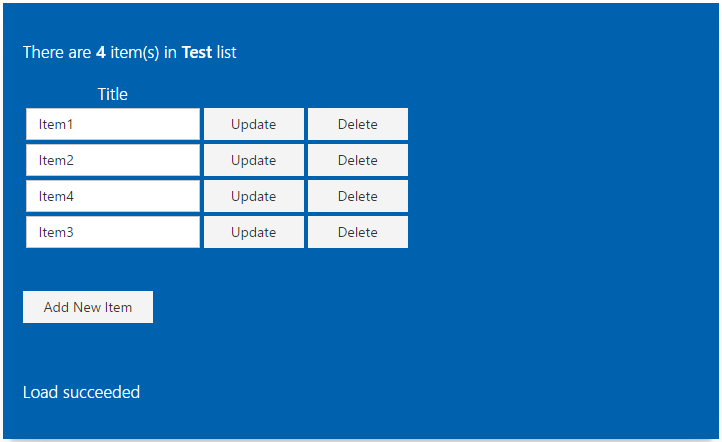 There are 4 item(s) in Test list
Title
Item1 Update Delete
Item2 Update Delete
Item4 Update Delete
Item3 Update Delete
Add New Item
Load succeeded